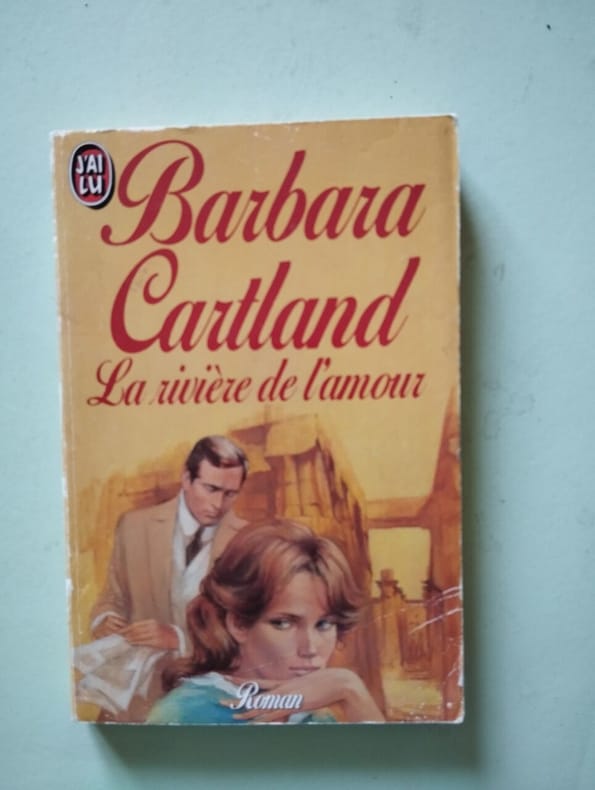 J'AI
LU
Barbara
Cartland
La rivière de l'amour
Roman